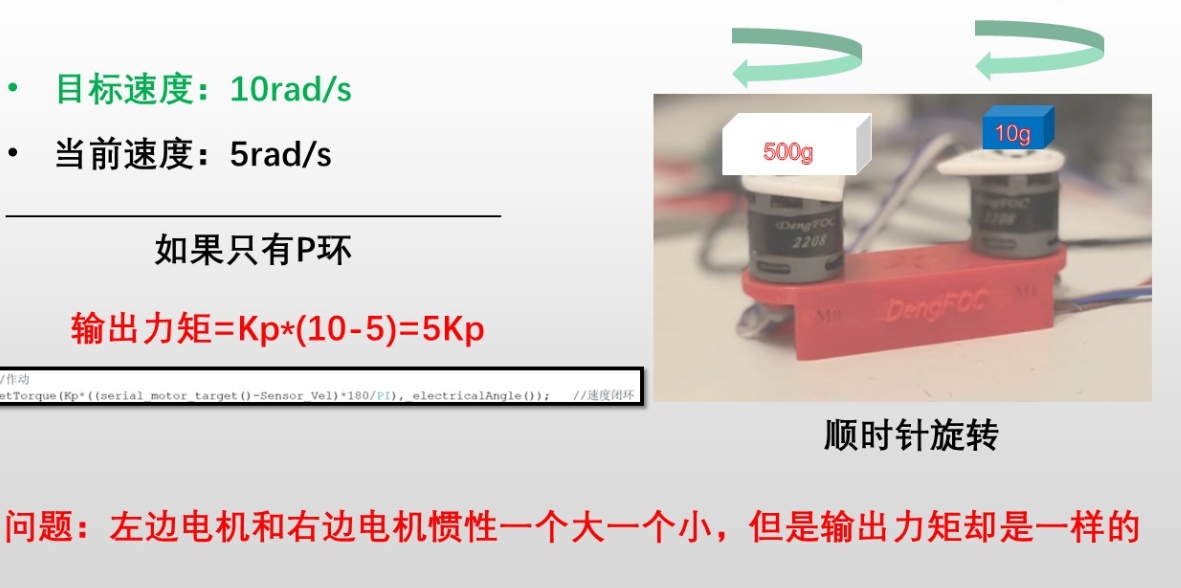 • 目标速度：10rad/s
• 当前速度：5rad/s
如果只有P环
输出力矩=Kp*(10-5)=5Kp
/作动
etTorque(Kp*((serial_motor_target()-Sensor_Vel)*180/PI),_electricalAngle()); //速度闭环
500g
10g
DengFOC
2208
DengFOC
2208
M0
DengFOC
M1
顺时针旋转
问题：左边电机和右边电机惯性一个大一个小，但是输出力矩却是一样的